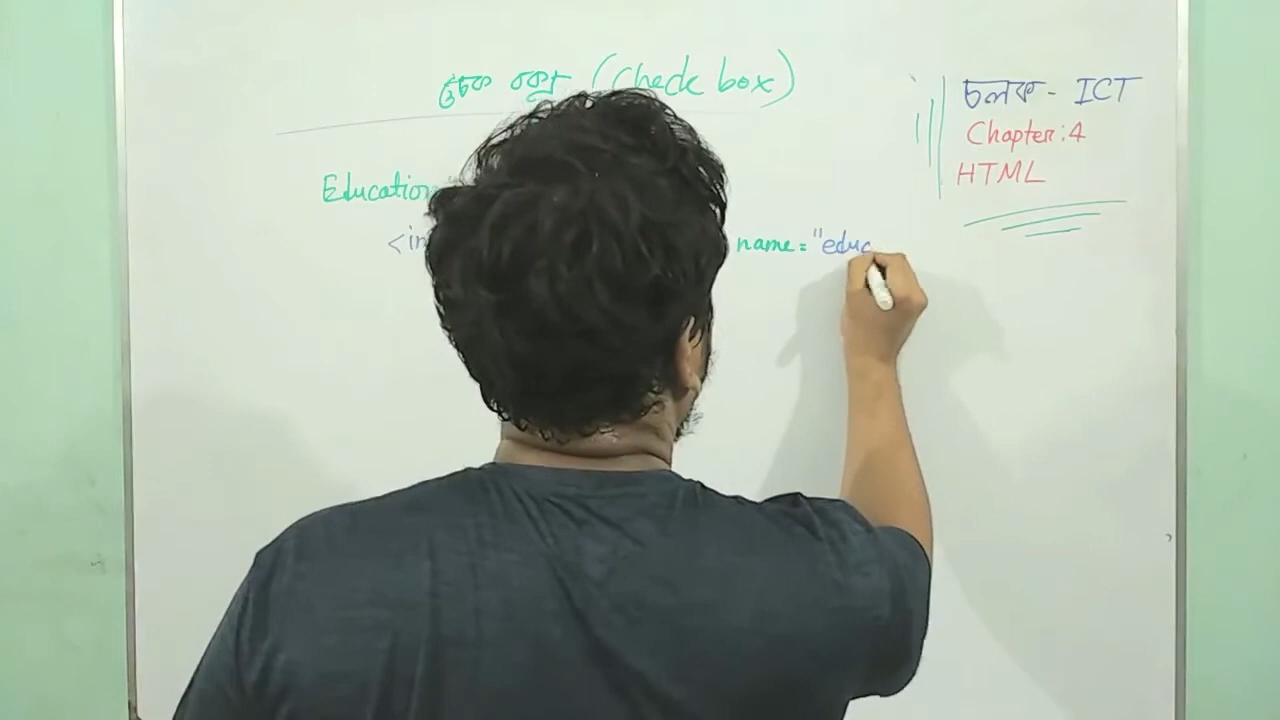 চেক বক্স (Check box)
চলক - ICT
Chapter: 4
HTML
Education
<in name = "educ